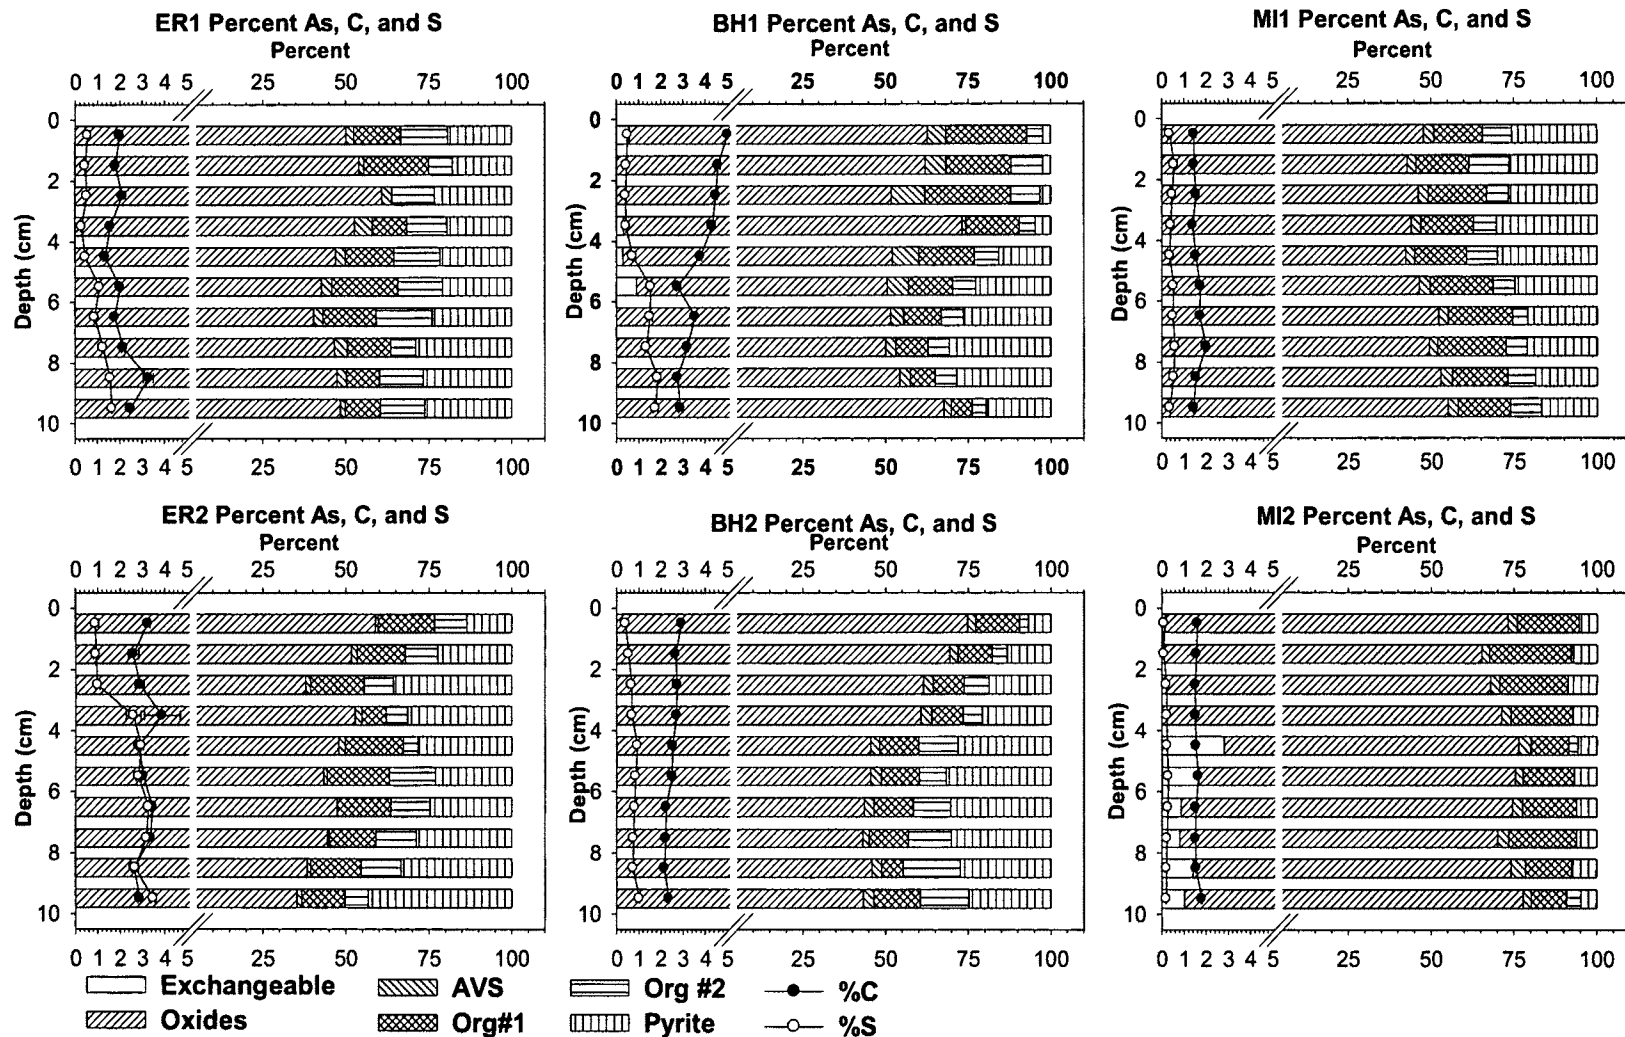 ER1 Percent As, C, and S
Percent
0 1 2 3 4 5 25 50 75 100
0
2
4
6
8
10
Depth (cm)
0 1 2 3 4 5 25 50 75 100
BH1 Percent As, C, and S
Percent
0 1 2 3 4 5 25 50 75 100
0
2
4
6
8
10
Depth (cm)
0 1 2 3 4 5 25 50 75 100
MI1 Percent As, C, and S
Percent
0 1 2 3 4 5 25 50 75 100
0
2
4
6
8
10
Depth (cm)
0 1 2 3 4 5 25 50 75 100
ER2 Percent As, C, and S
Percent
0 1 2 3 4 5 25 50 75 100
0
2
4
6
8
10
Depth (cm)
0 1 2 3 4 5 25 50 75 100
BH2 Percent As, C, and S
Percent
0 1 2 3 4 5 25 50 75 100
0
2
4
6
8
10
Depth (cm)
0 1 2 3 4 5 25 50 75 100
MI2 Percent As, C, and S
Percent
0 1 2 3 4 5 25 50 75 100
0
2
4
6
8
10
Depth (cm)
0 1 2 3 4 5 25 50 75 100
Exchangeable AVS Org #2 %C
Oxides Org#1 Pyrite %S